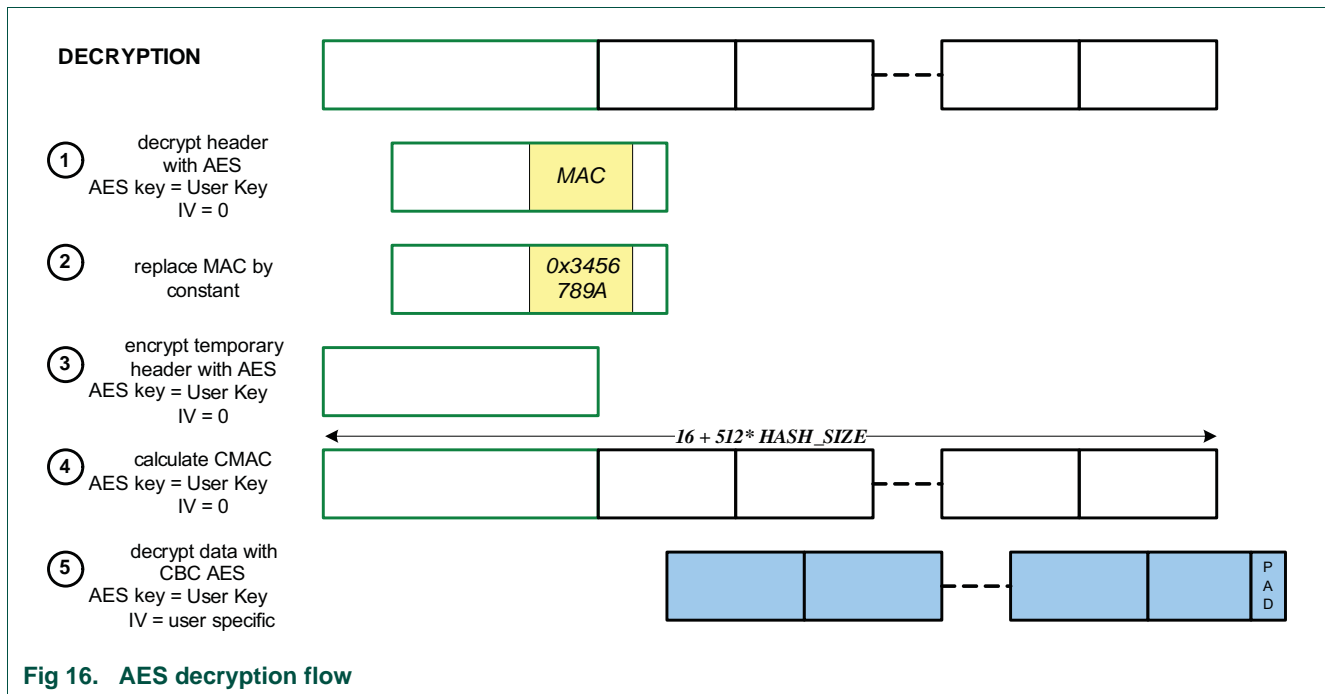 DECRYPTION
1
decrypt header
with AES
AES key = User Key
IV = 0
MAC
2
replace MAC by
constant
0x3456
789A
3
encrypt temporary
header with AES
AES key = User Key
IV = 0
16 + 512* HASH_SIZE
4
calculate CMAC
AES key = User Key
IV = 0
5
decrypt data with
CBC AES
AES key = User Key
IV = user specific
P
A
D
Fig 16. AES decryption flow